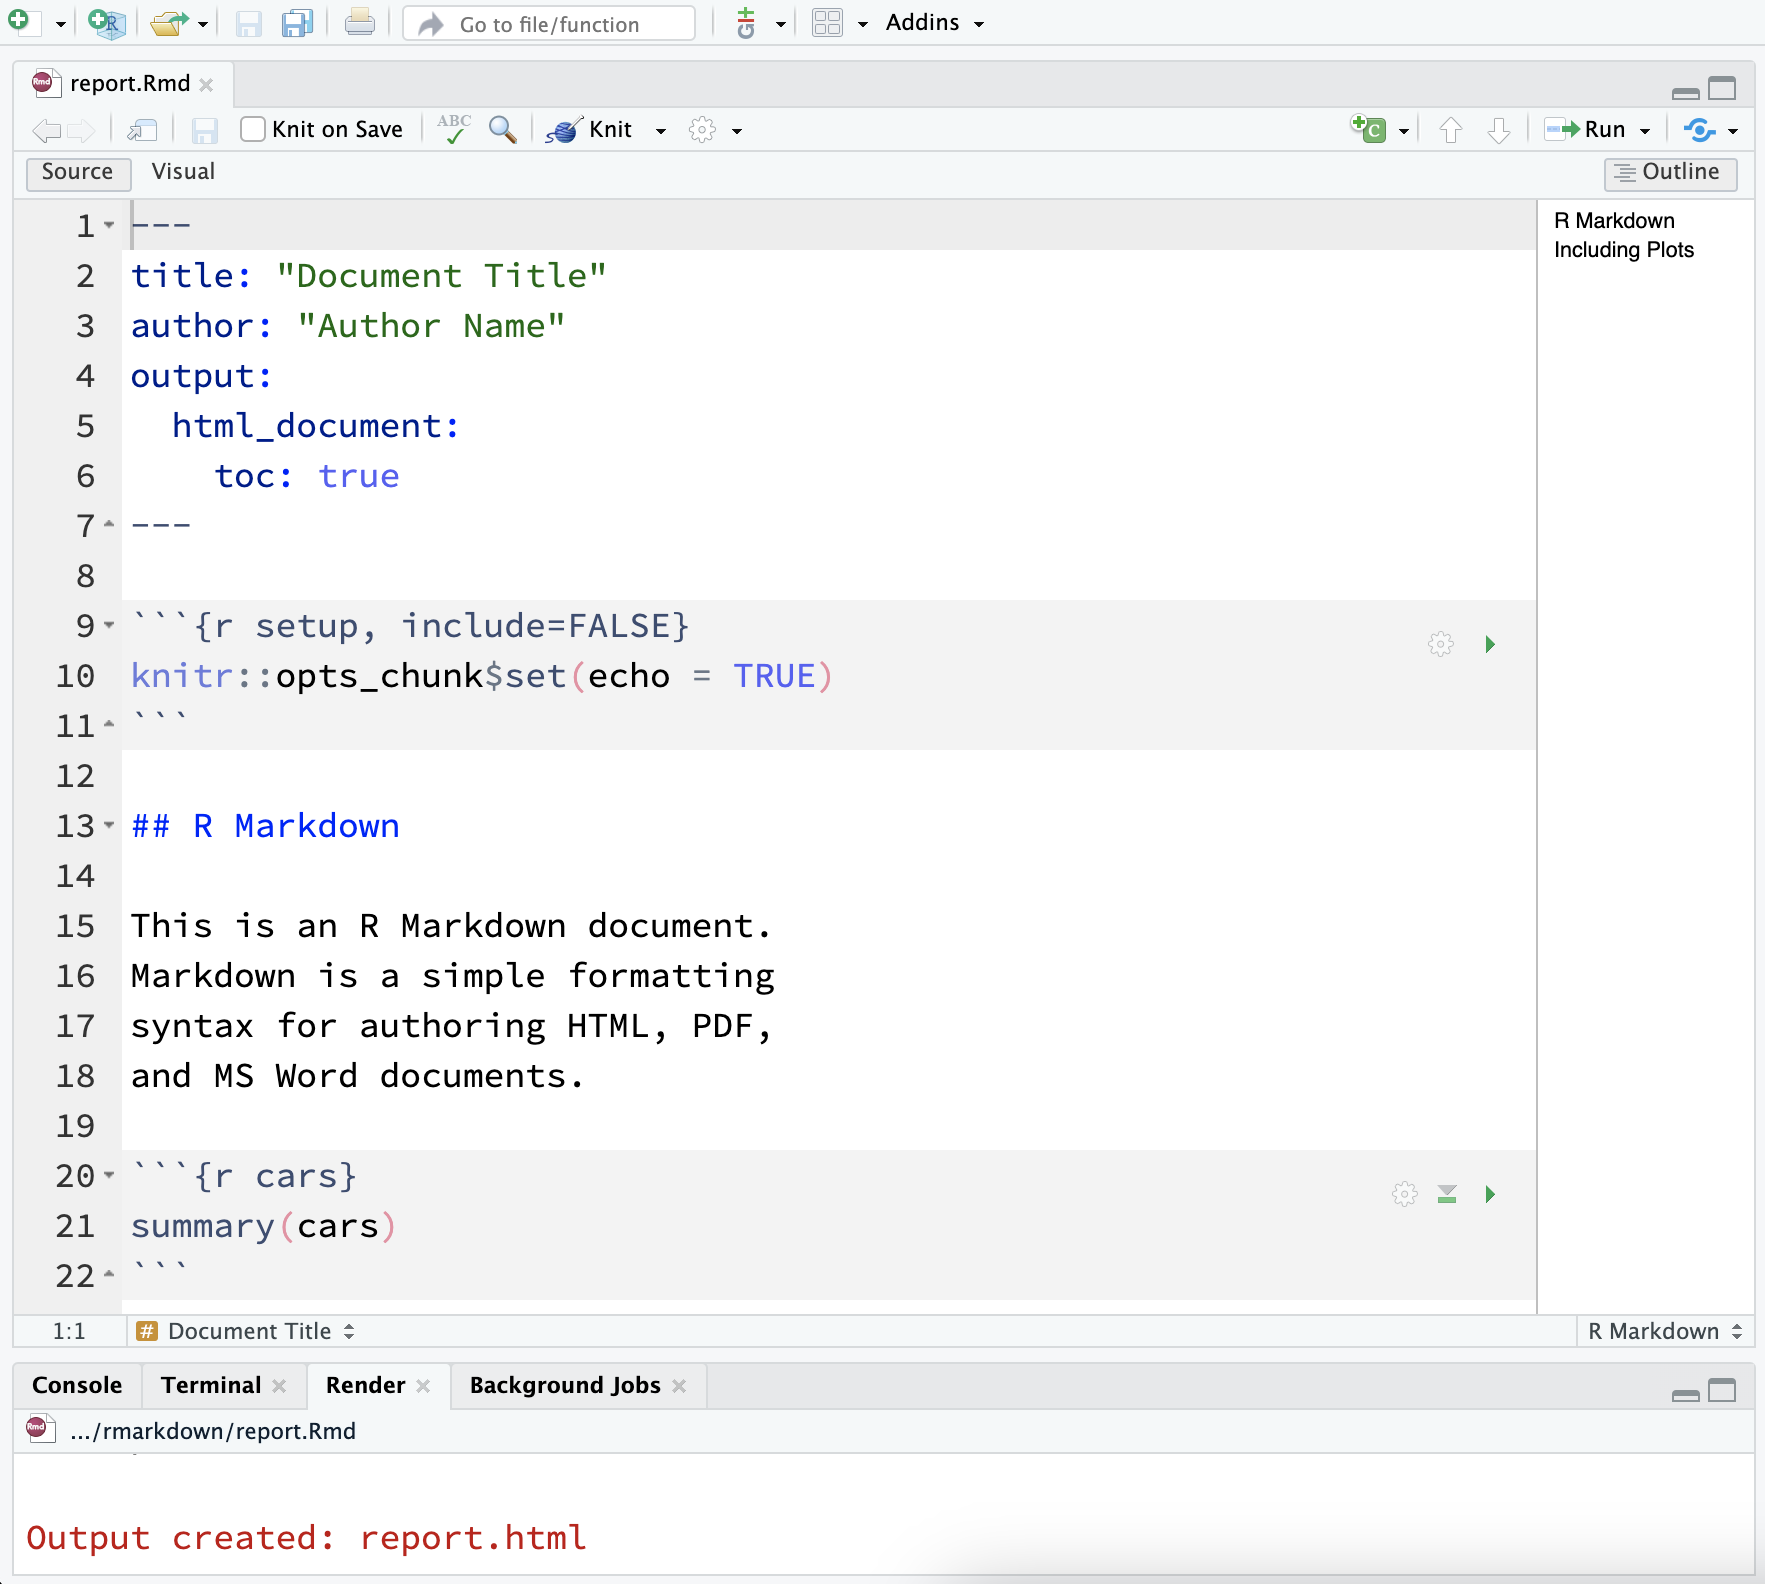 Go to file/function
Addins
report.Rmd
Knit on Save
ABC
Knit
Run
Source
Visual
Outline
1 ---
2 title: "Document Title"
3 author: "Author Name"
4 output:
5   html_document:
6     toc: true
7 ---
8
9 ```{r setup, include=FALSE}
10 knitr::opts_chunk$set(echo = TRUE)
11 ```
12
13 ## R Markdown
14
15 This is an R Markdown document.
16 Markdown is a simple formatting
17 syntax for authoring HTML, PDF,
18 and MS Word documents.
19
20 ```{r cars}
21 summary(cars)
22 ```
R Markdown
Including Plots
1:1
# Document Title
R Markdown
Console
Terminal
Render
Background Jobs
Rmd
.../rmarkdown/report.Rmd
Output created: report.html